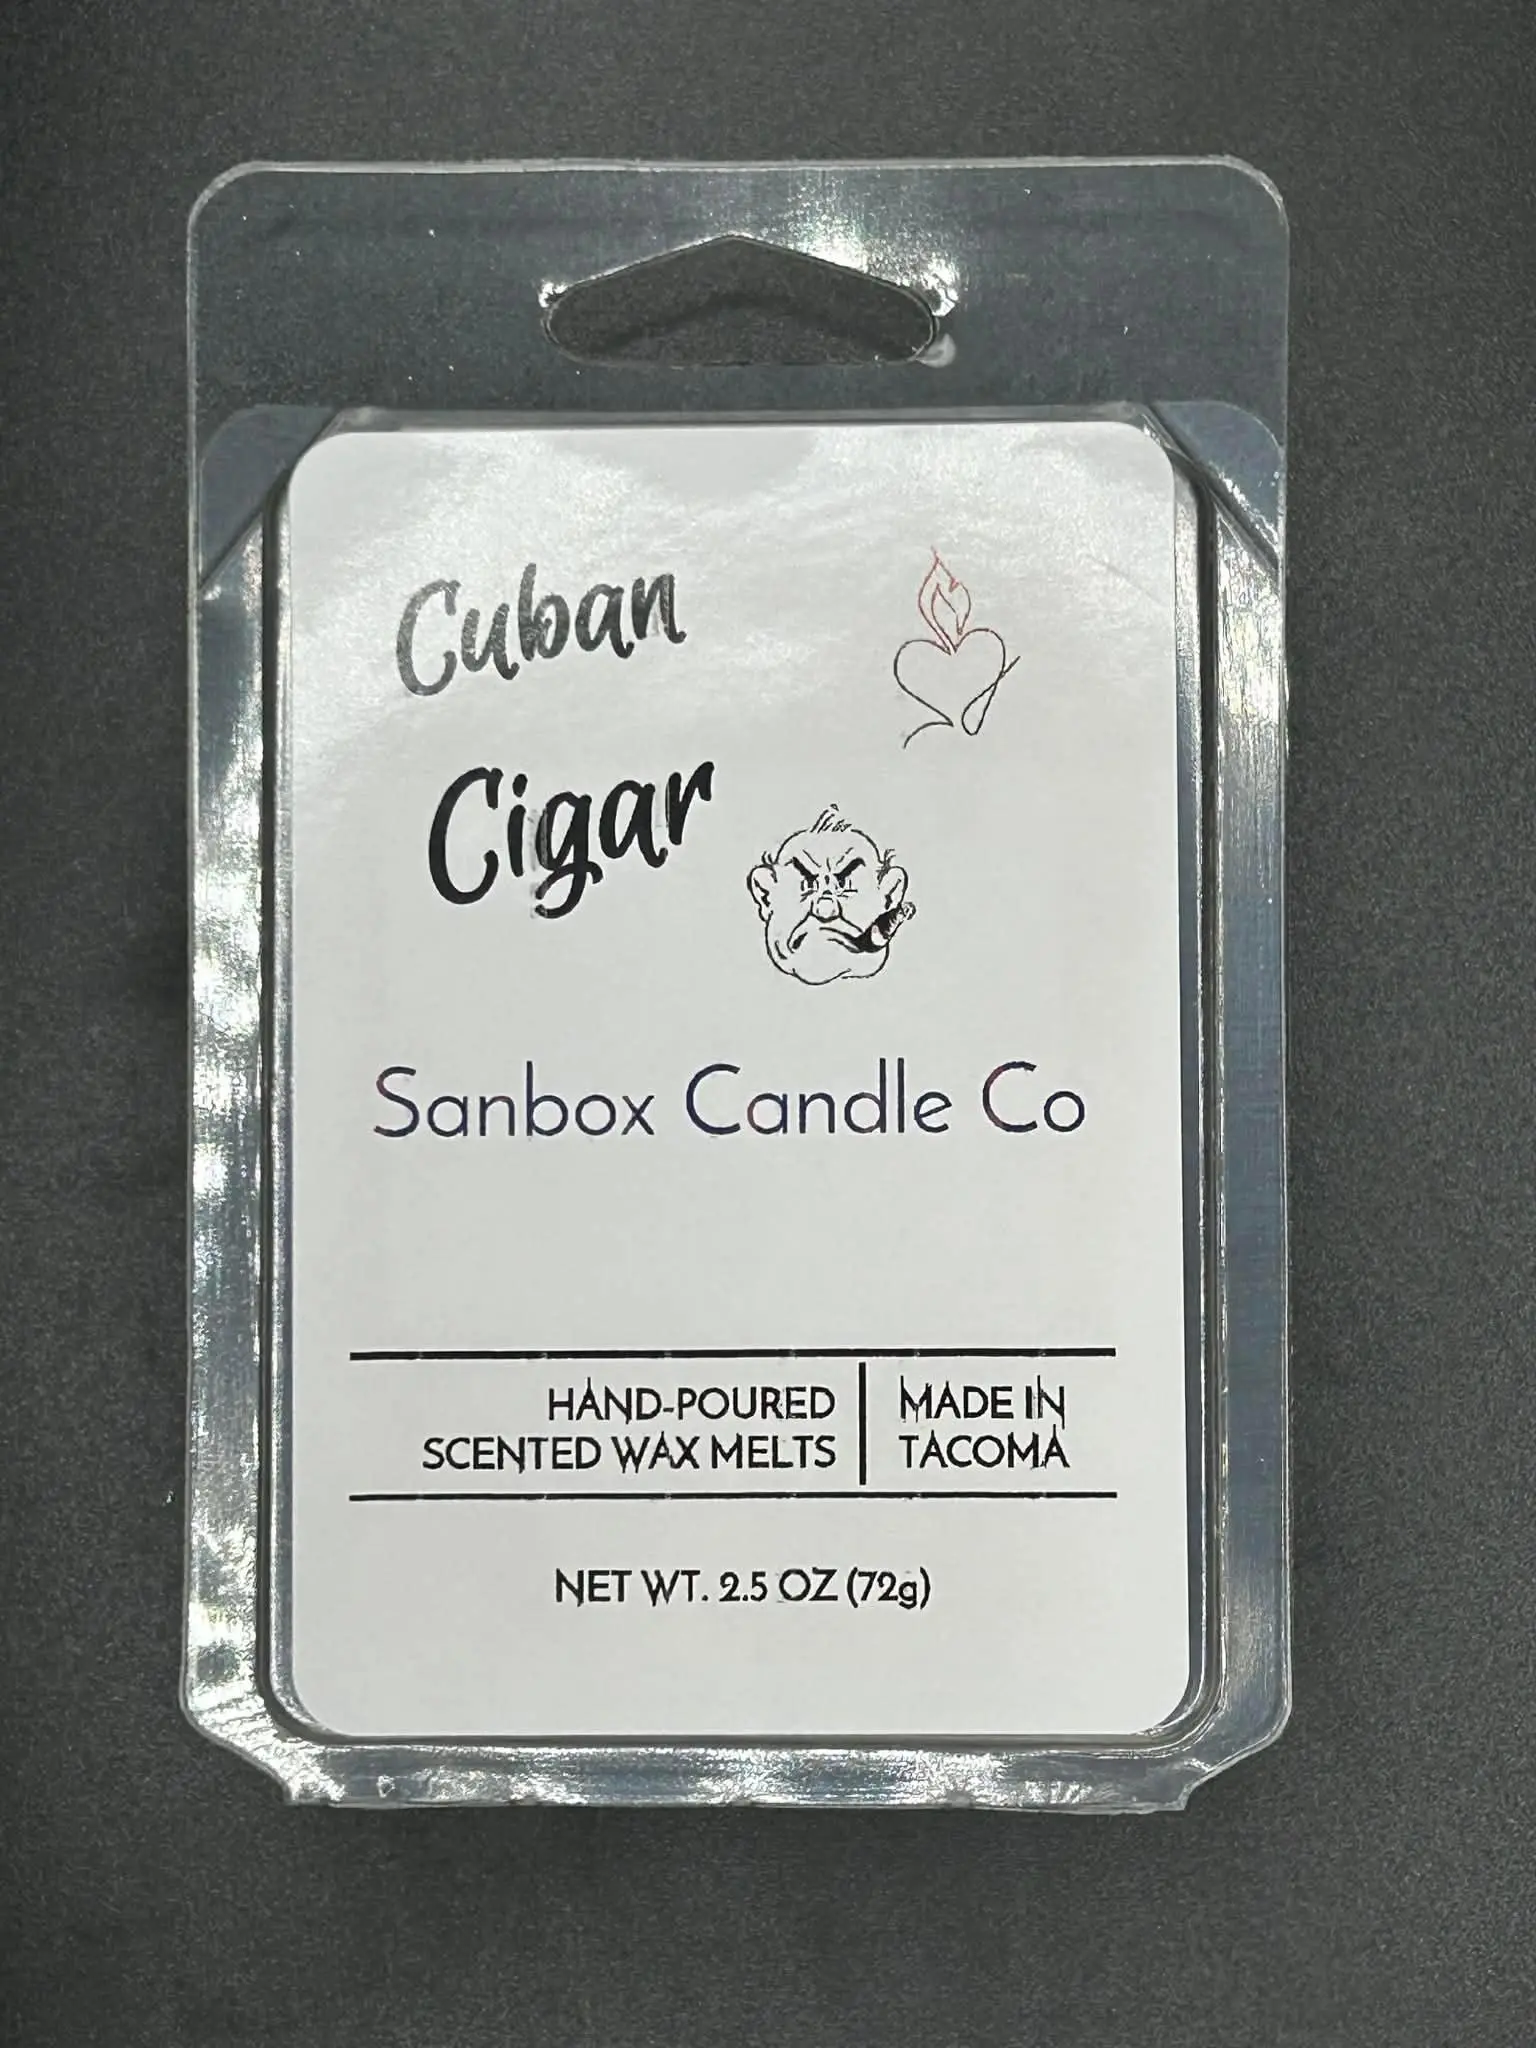 Cuban
Cigar
Sanbox Candle Co
HAND-POURED
SCENTED WAX MELTS
MADE IN
TACOMA
NET WT. 2.5 OZ (72g)